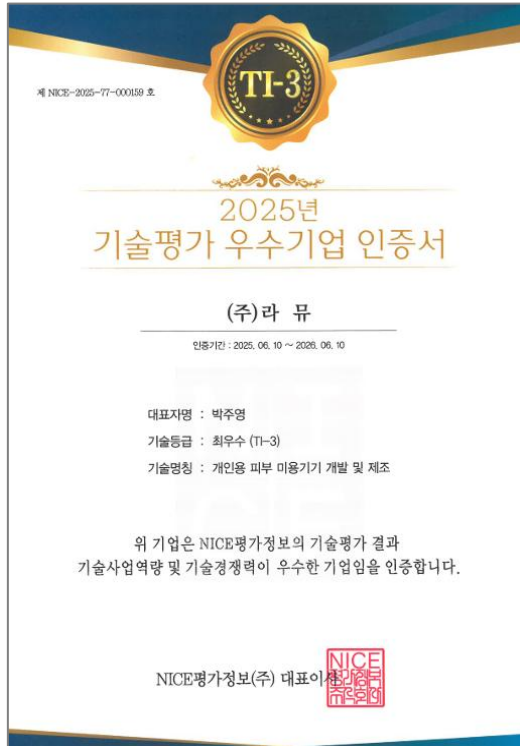 제 NICE-2025-77-000159 호
TI-3
2025년
기술평가 우수기업 인증서
(주)라 뮤
인증기간 : 2025. 06. 10 ~ 2026. 06. 10
대표자명 : 박주영
기술등급 : 최우수 (TI-3)
기술명칭 : 개인용 피부 미용기기 개발 및 제조
위 기업은 NICE평가정보의 기술평가 결과
기술사업역량 및 기술경쟁력이 우수한 기업임을 인증합니다.
NICE평가정보(주) 대표이사
NICE